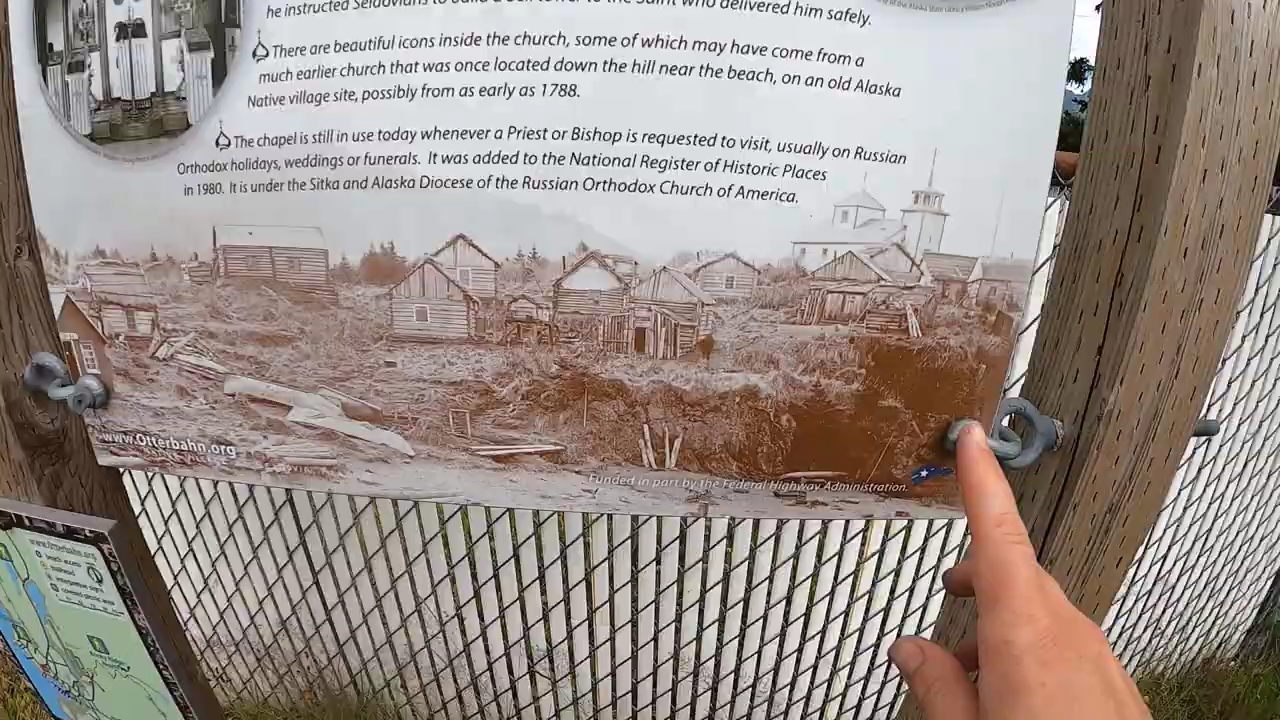 he instructed Seldovians to build a bell tower to the saint who delivered him safely.
There are beautiful icons inside the church, some of which may have come from a
much earlier church that was once located down the hill near the beach, on an old Alaska
Native village site, possibly from as early as 1788.
The chapel is still in use today whenever a Priest or Bishop is requested to visit, usually on Russian
Orthodox holidays, weddings or funerals. It was added to the National Register of Historic Places
in 1980. It is under the Sitka and Alaska Diocese of the Russian Orthodox Church of America.
www.Otterbahn.org
Funded in part by the Federal Highway Administration.
www.Otterbahn.org